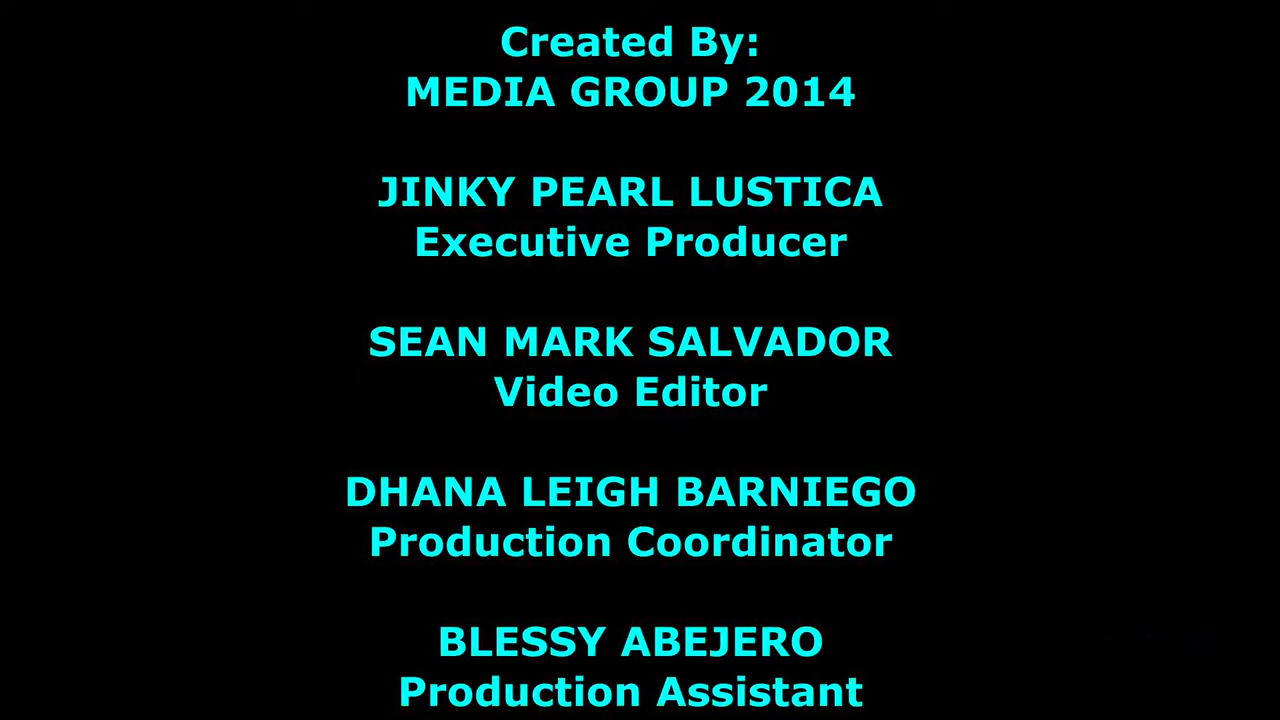 Created By:
MEDIA GROUP 2014
JINKY PEARL LUSTICA
Executive Producer
SEAN MARK SALVADOR
Video Editor
DHANA LEIGH BARNIEGO
Production Coordinator
BLESSY ABEJERO
Production Assistant